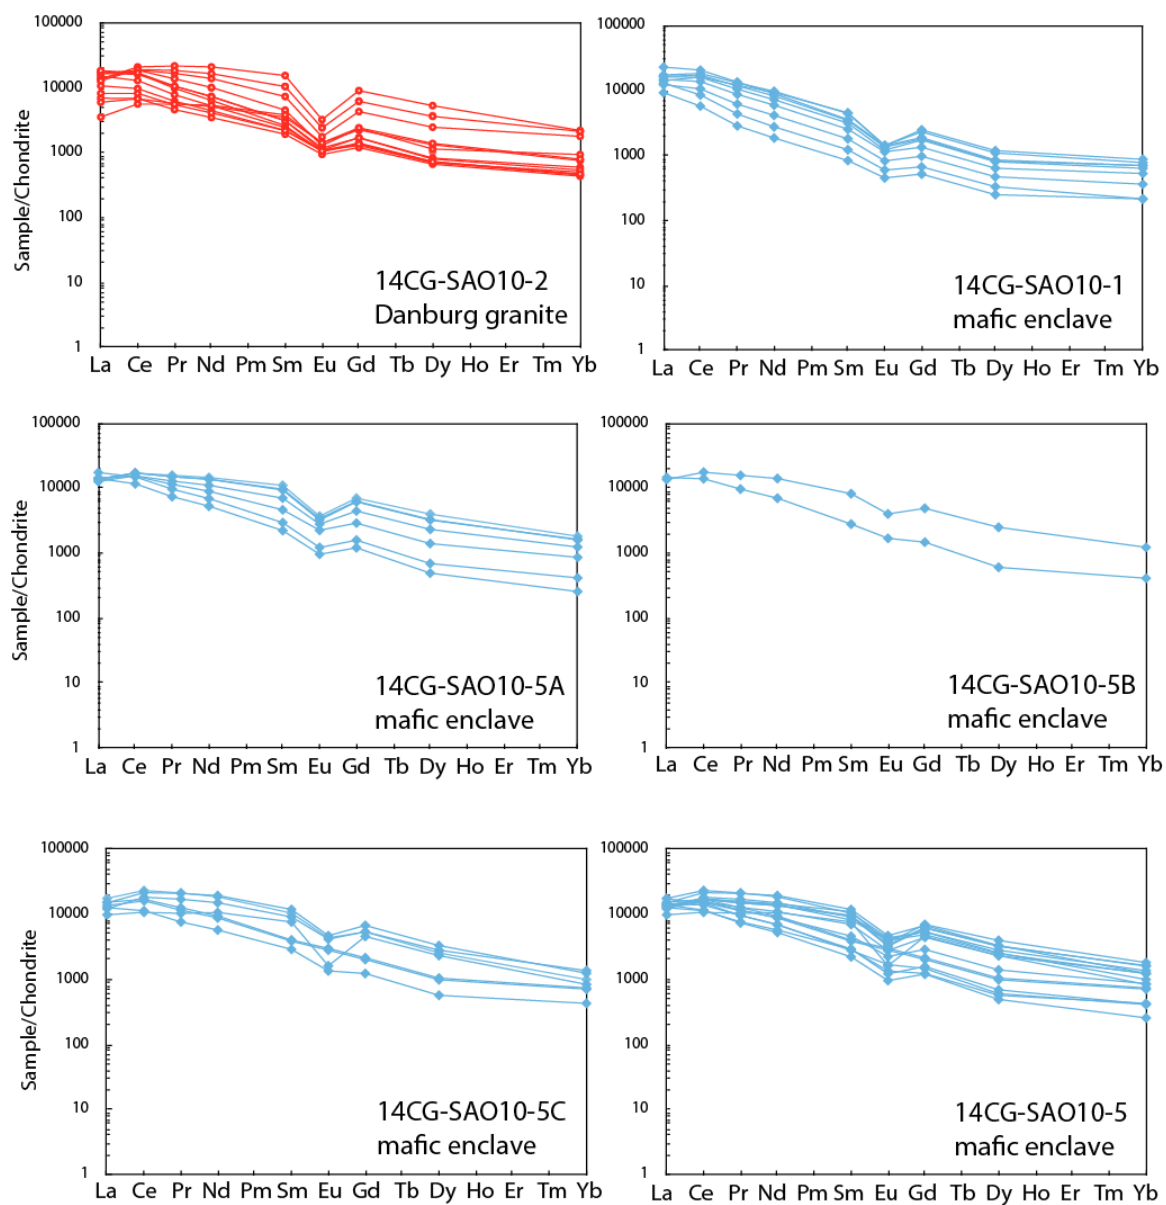 100000
10000
1000
100
10
1
Sample/Chondrite
14CG-SAO10-2
Danburg granite
La Ce Pr Nd Pm Sm Eu Gd Tb Dy Ho Er Tm Yb
100000
10000
1000
100
10
1
14CG-SAO10-1
mafic enclave
La Ce Pr Nd Pm Sm Eu Gd Tb Dy Ho Er Tm Yb
100000
10000
1000
100
10
1
Sample/Chondrite
14CG-SAO10-5A
mafic enclave
La Ce Pr Nd Pm Sm Eu Gd Tb Dy Ho Er Tm Yb
100000
10000
1000
100
10
1
14CG-SAO10-5B
mafic enclave
La Ce Pr Nd Pm Sm Eu Gd Tb Dy Ho Er Tm Yb
100000
10000
1000
100
10
1
Sample/Chondrite
14CG-SAO10-5C
mafic enclave
La Ce Pr Nd Pm Sm Eu Gd Tb Dy Ho Er Tm Yb
100000
10000
1000
100
10
1
14CG-SAO10-5
mafic enclave
La Ce Pr Nd Pm Sm Eu Gd Tb Dy Ho Er Tm Yb